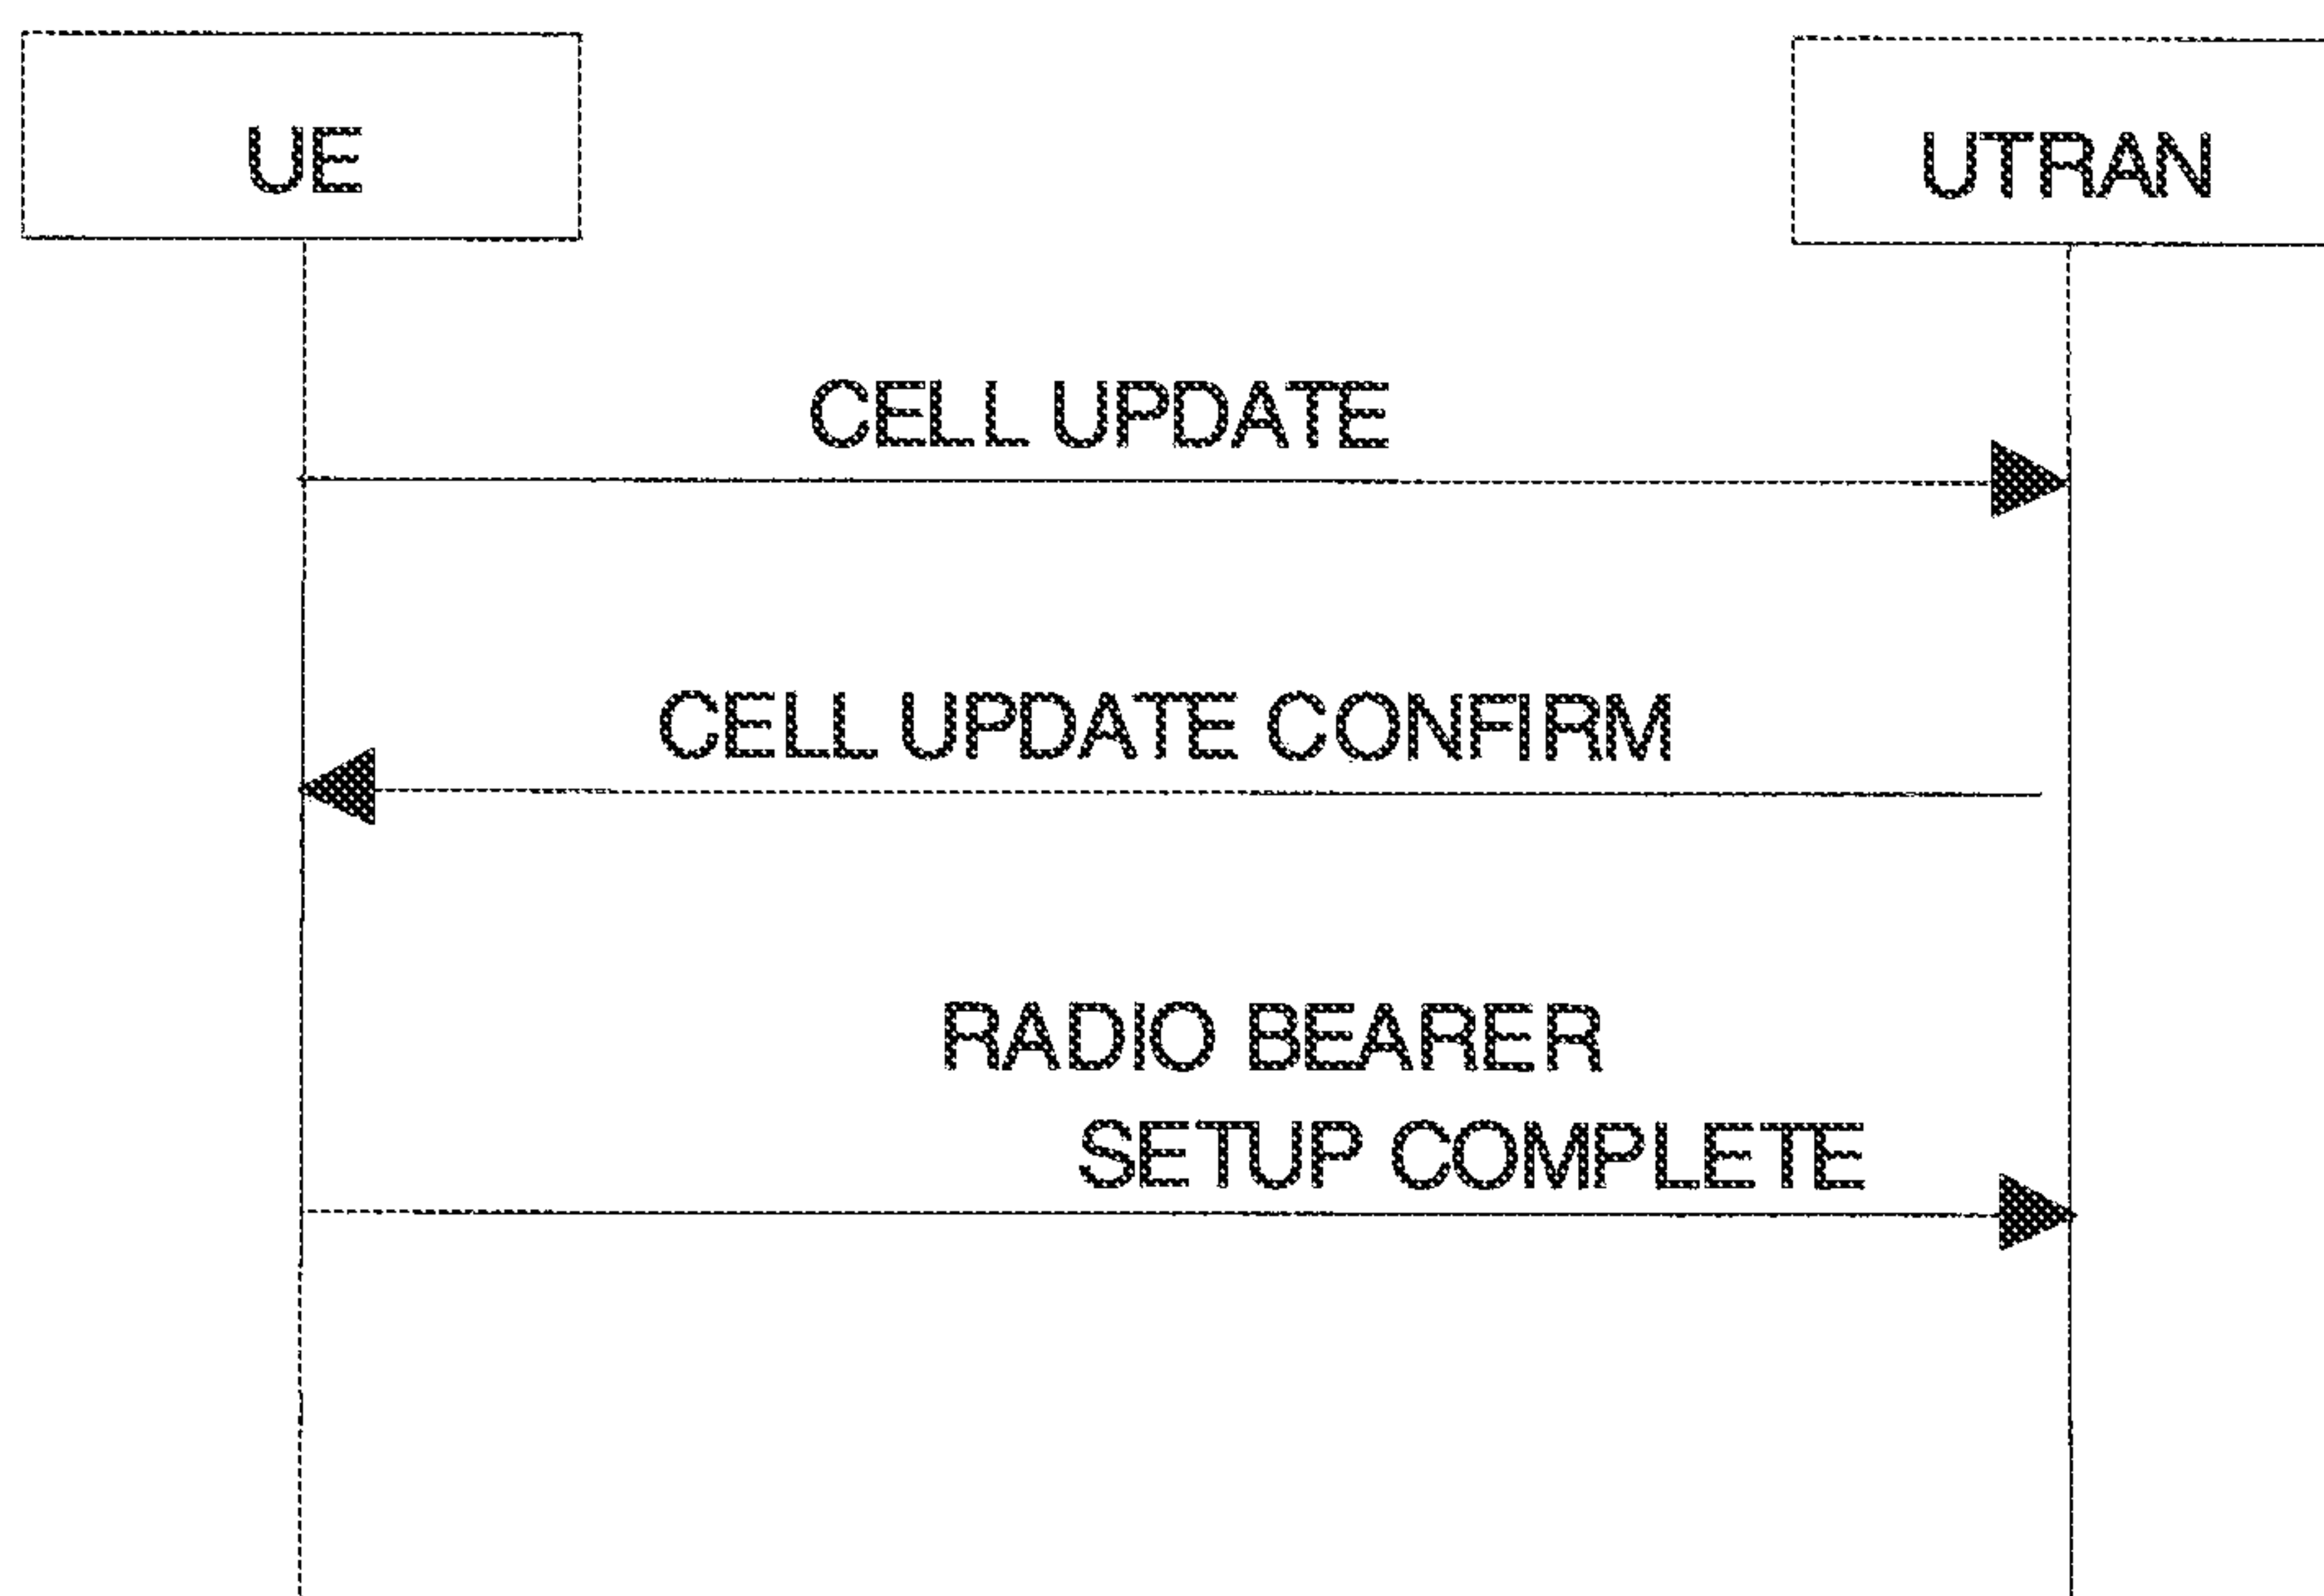 UE
UTRAN
CELL UPDATE
CELL UPDATE CONFIRM
RADIO BEARER
SETUP COMPLETE